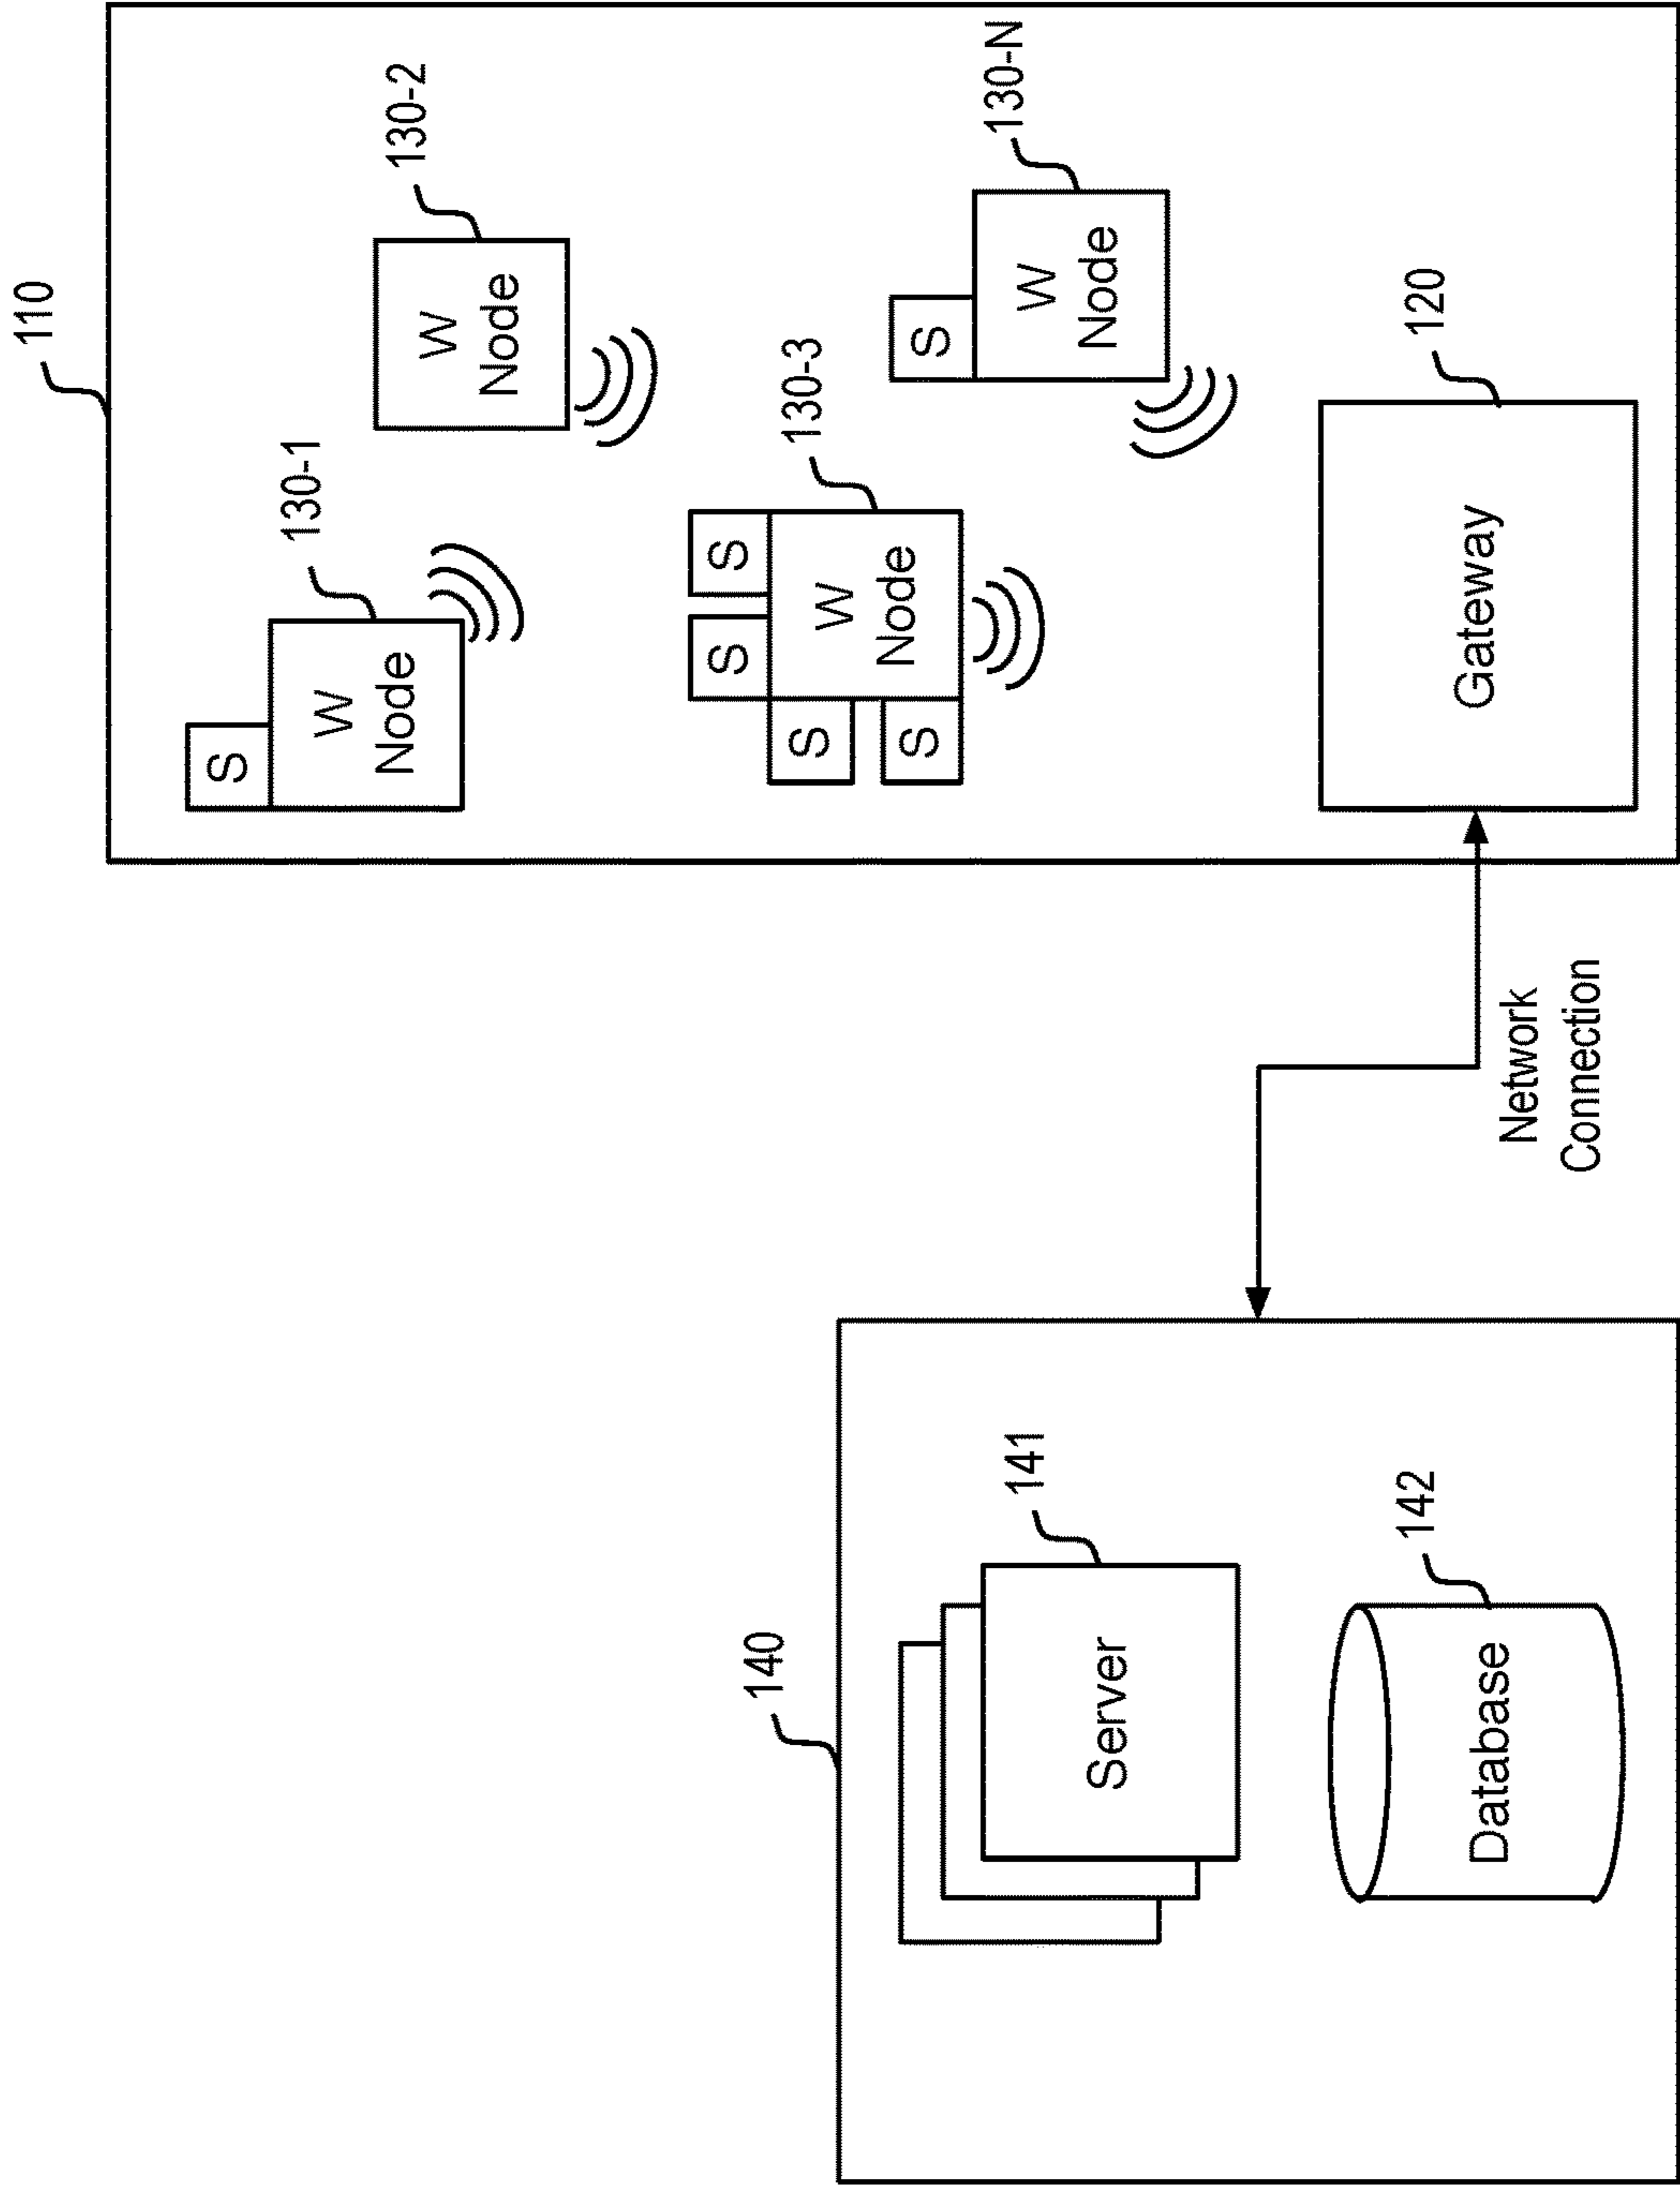 110
S
130-1
W
Node
130-2
W
Node
S
S
130-3
S
W
Node
S
S
130-N
W
Node
120
Gateway
Network
Connection
140
141
Server
142
Database